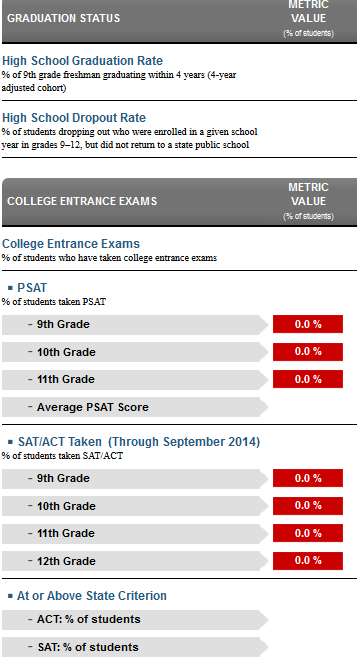 METRIC
GRADUATION STATUS
VALUE
(% of students)
High School Graduation Rate
% of 9th grade freshman graduating within 4 years (4-year
adjusted cohort)
High School Dropout Rate
% of students dropping out who were enrolled in a given school
year in grades 9–12, but did not return to a state public school
METRIC
COLLEGE ENTRANCE EXAMS
VALUE
(% of students)
College Entrance Exams
% of students who have taken college entrance exams
▪ PSAT
% of students taken PSAT
- 9th Grade 0.0 %
- 10th Grade 0.0 %
- 11th Grade 0.0 %
- Average PSAT Score
▪ SAT/ACT Taken (Through September 2014)
% of students taken SAT/ACT
- 9th Grade 0.0 %
- 10th Grade 0.0 %
- 11th Grade 0.0 %
- 12th Grade 0.0 %
▪ At or Above State Criterion
- ACT: % of students
- SAT: % of students